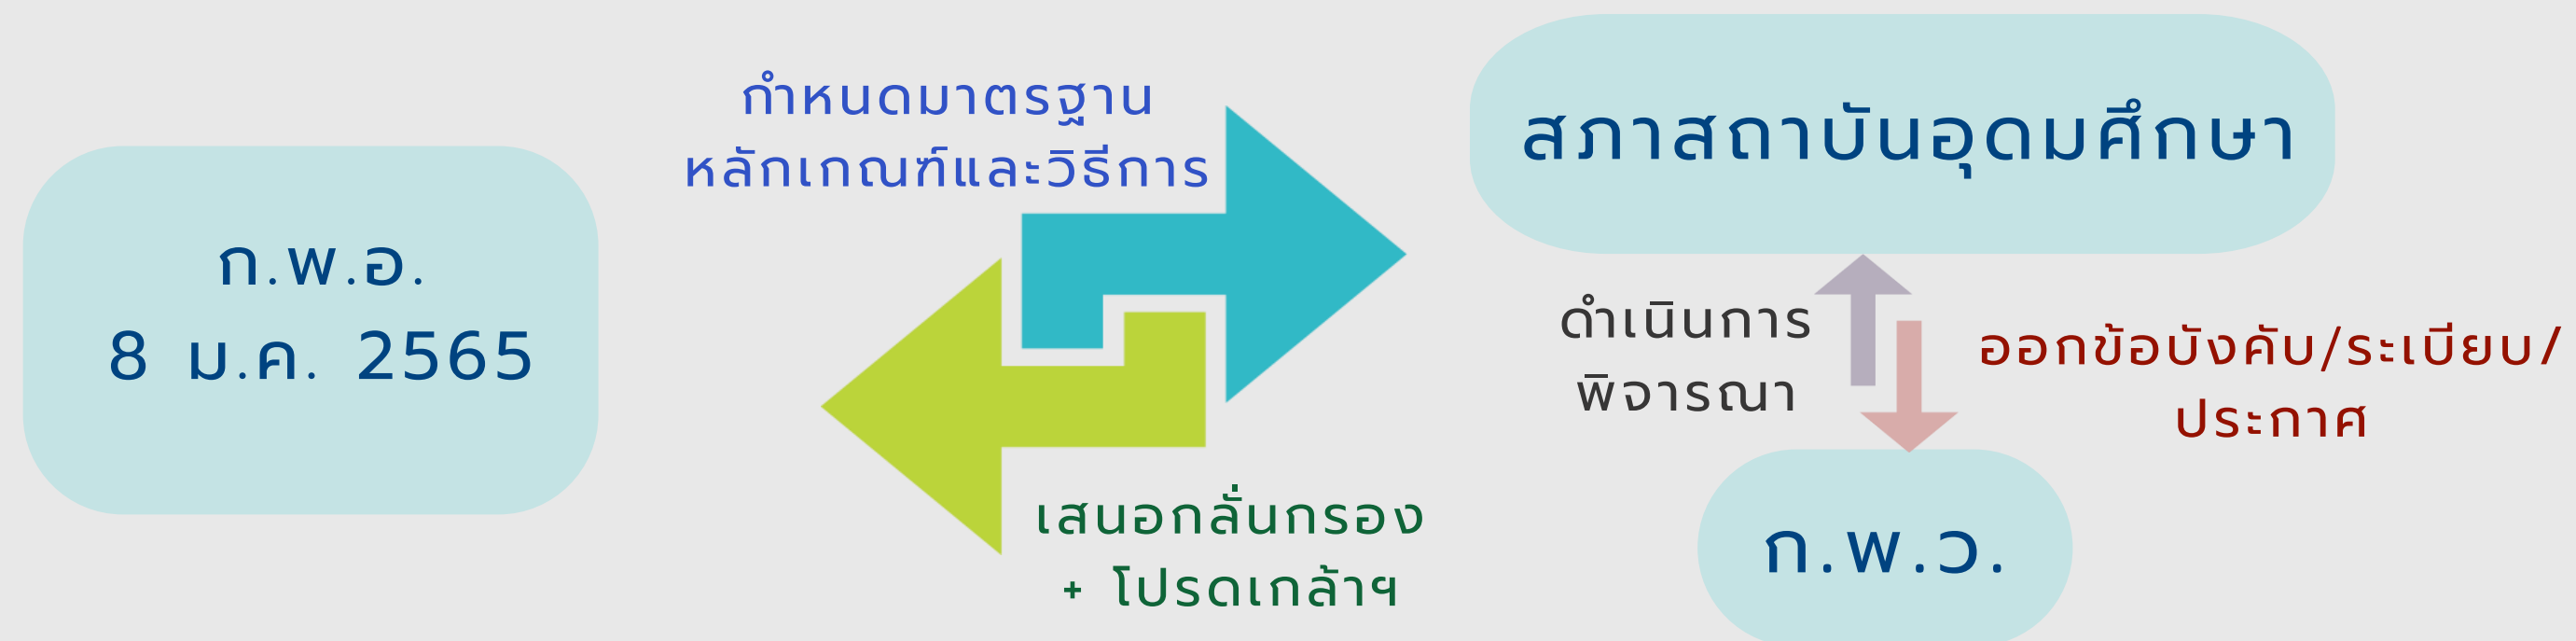 ก.พ.อ.
8 ม.ค. 2565
กำหนดมาตรฐาน
หลักเกณฑ์และวิธีการ
เสนอกลั่นกรอง
+ โปรดเกล้าฯ
สภาสถาบันอุดมศึกษา
ดำเนินการ
พิจารณา
ออกข้อบังคับ/ระเบียบ/
ประกาศ
ก.พ.ว.